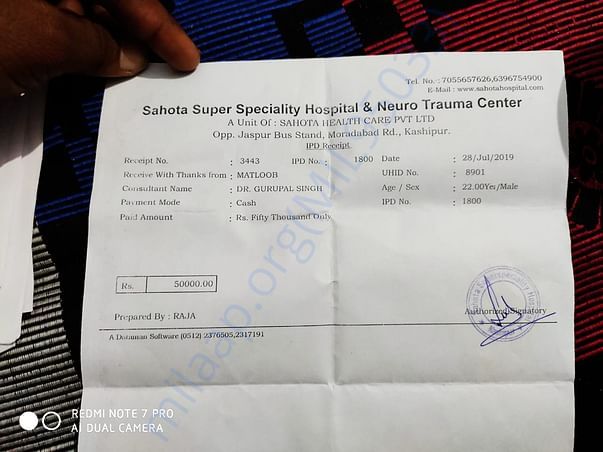 Tel. No. : 7055657626,6396754900
E-Mail : www.sahotahospital.com
Sahota Super Speciality Hospital & Neuro Trauma Center
A Unit Of : SAHOTA HEALTH CARE PVT LTD
Opp. Jaspur Bus Stand, Moradabad Rd., Kashipur.
IPD Receipt
Receipt No. : 3443 IPD No. : 1800 Date : 28/Jul/2019
Receive With Thanks from : MATLOOB UHID No. : 8901
Consultant Name : DR. GURUPAL SINGH Age / Sex : 22.00Yrs/Male
Payment Mode : Cash IPD No. : 1800
Paid Amount : Rs. Fifty Thousand Only
Rs. 50000.00
Authorized Signatory
Prepared By : RAJA
A Dataman Software (0512) 2376505,2317191
REDMI NOTE 7 PRO
AI DUAL CAMERA